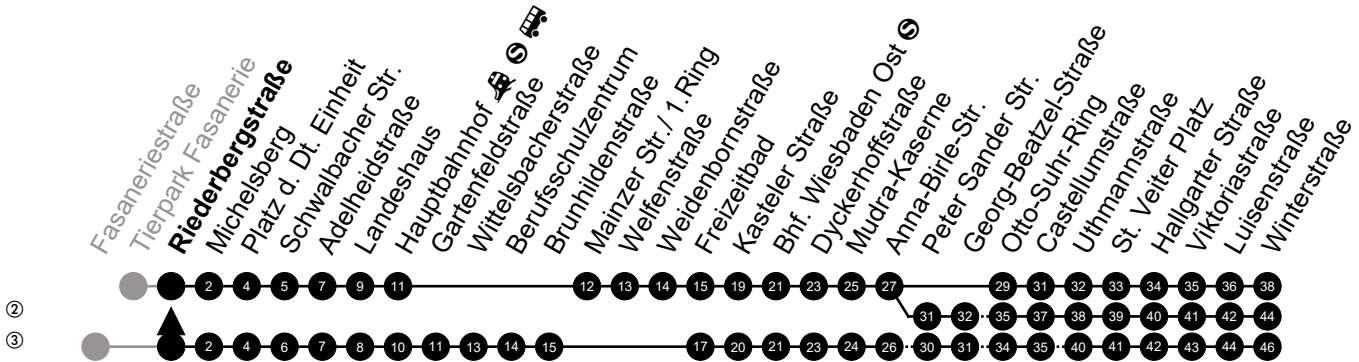 Fasaneriestraße
Tierpark Fasanerie
Riederbergstraße
Michelsberg
Platz d. Dt. Einheit
Schwalbacher Str.
Adelheidstraße
Landeshaus
Hauptbahnhof S
Gartenfeldstraße
Wittelsbacherstraße
Berufsschulzentrum
Brunhildenstraße
Mainzer Str./ 1.Ring
Welfenstraße
Weidenbornstraße
Freizeitbad
Kasteler Straße
Bhf. Wiesbaden Ost S
Dyckerhoffstraße
Mudra-Kaserne
Anna-Birle-Str.
Peter Sander Str.
Georg-Beatzel-Straße
Otto-Suhr-Ring
Castellumstraße
Uthmannstraße
St. Veiter Platz
Hallgarter Straße
Viktoriastraße
Luisenstraße
Winterstraße
2 4 5 7 9 11 12 13 14 15 19 21 23 25 27 29 31 32 33 34 35 36 38
② 31 32 35 37 38 39 40 41 42 44
③ 2 4 6 7 8 10 11 13 14 15 17 20 21 23 24 26 30 31 34 35 40 41 42 43 44 46